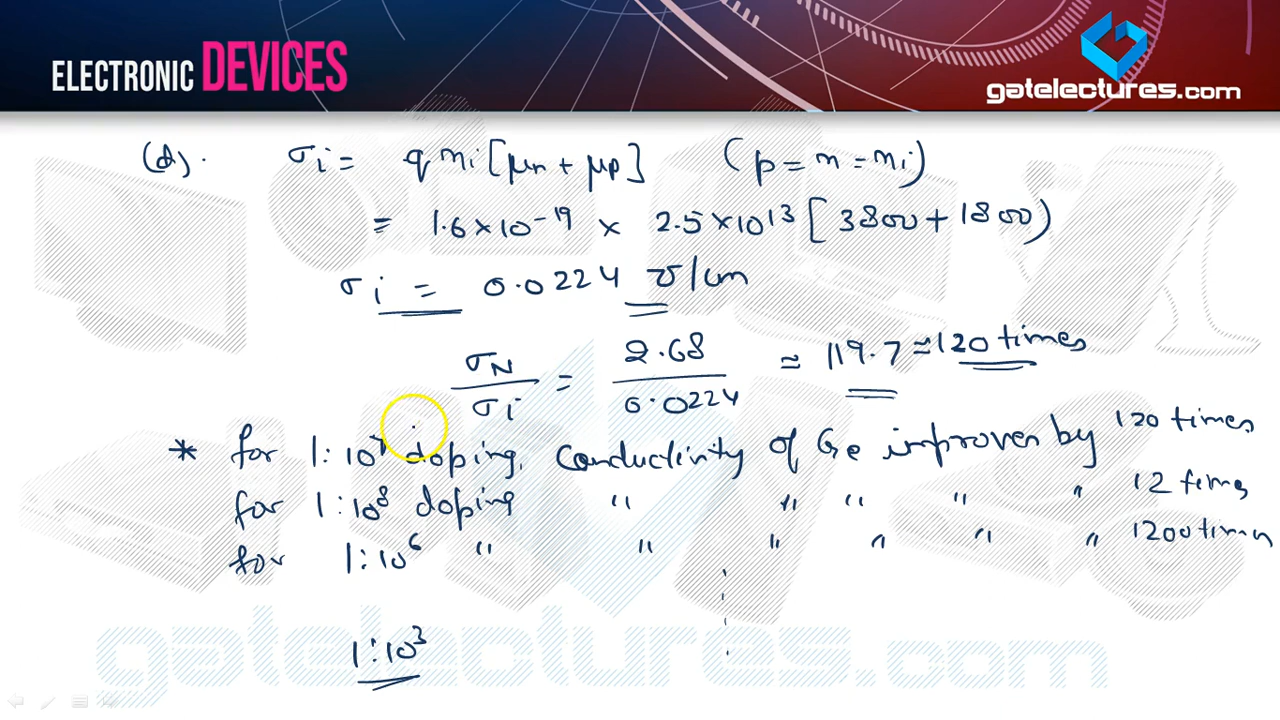 ELECTRONIC DEVICES
gatelectures.com
(d). σi = q ni [μn + μp] (p = n = ni)
= 1.6 × 10⁻¹⁹ × 2.5 × 10¹³ [3800 + 1800)
σi = 0.0224 ℧/cm
σN/σi = 2.68/0.0224 ≈ 119.7 ≈ 120 times
* for 1:10⁷ doping, Conductivity of Ge improves by 120 times
for 1:10⁸ doping " " " " " 12 times
for 1:10⁶ " " " " " " 1200 times
1:10³
gatelectures.com